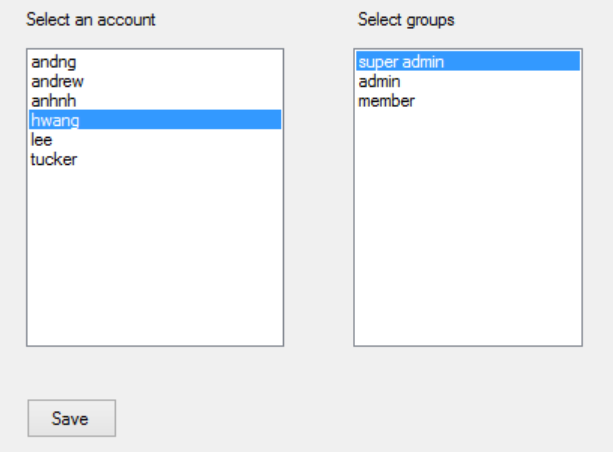 Select an account
andng
andrew
anhnh
hwang
lee
tucker
Select groups
super admin
admin
member
Save